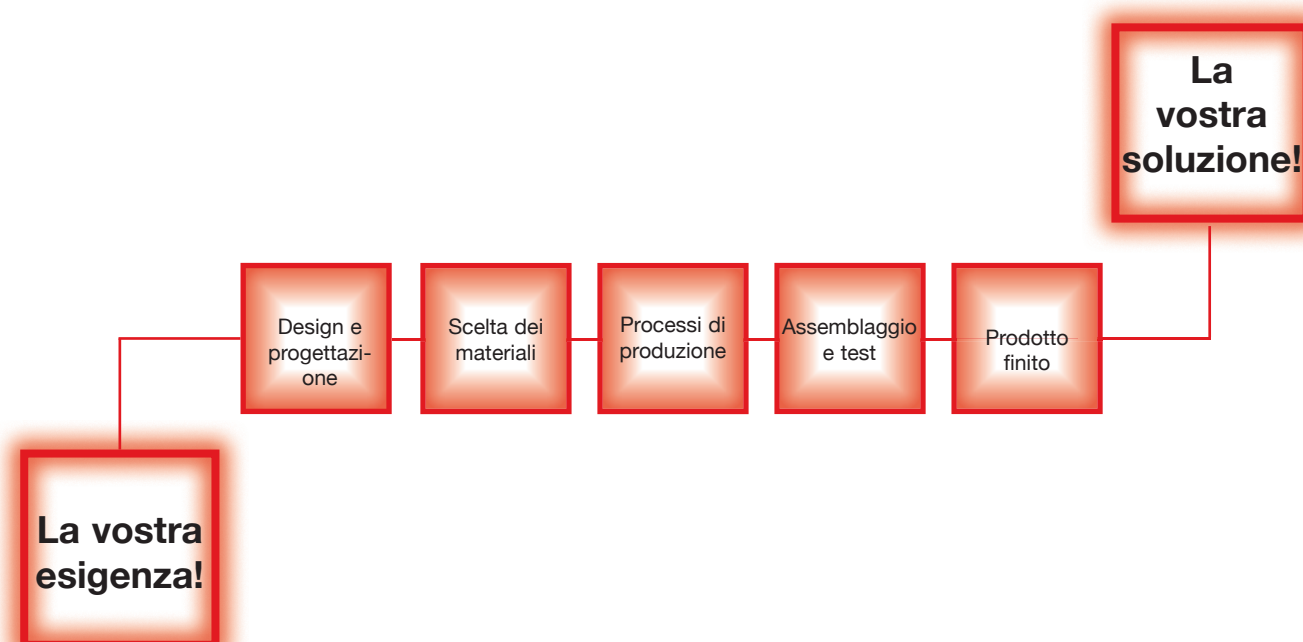 La
vostra
soluzione!
Design e
progettazi-
one
Scelta dei
materiali
Processi di
produzione
Assemblaggio
e test
Prodotto
finito
La vostra
esigenza!